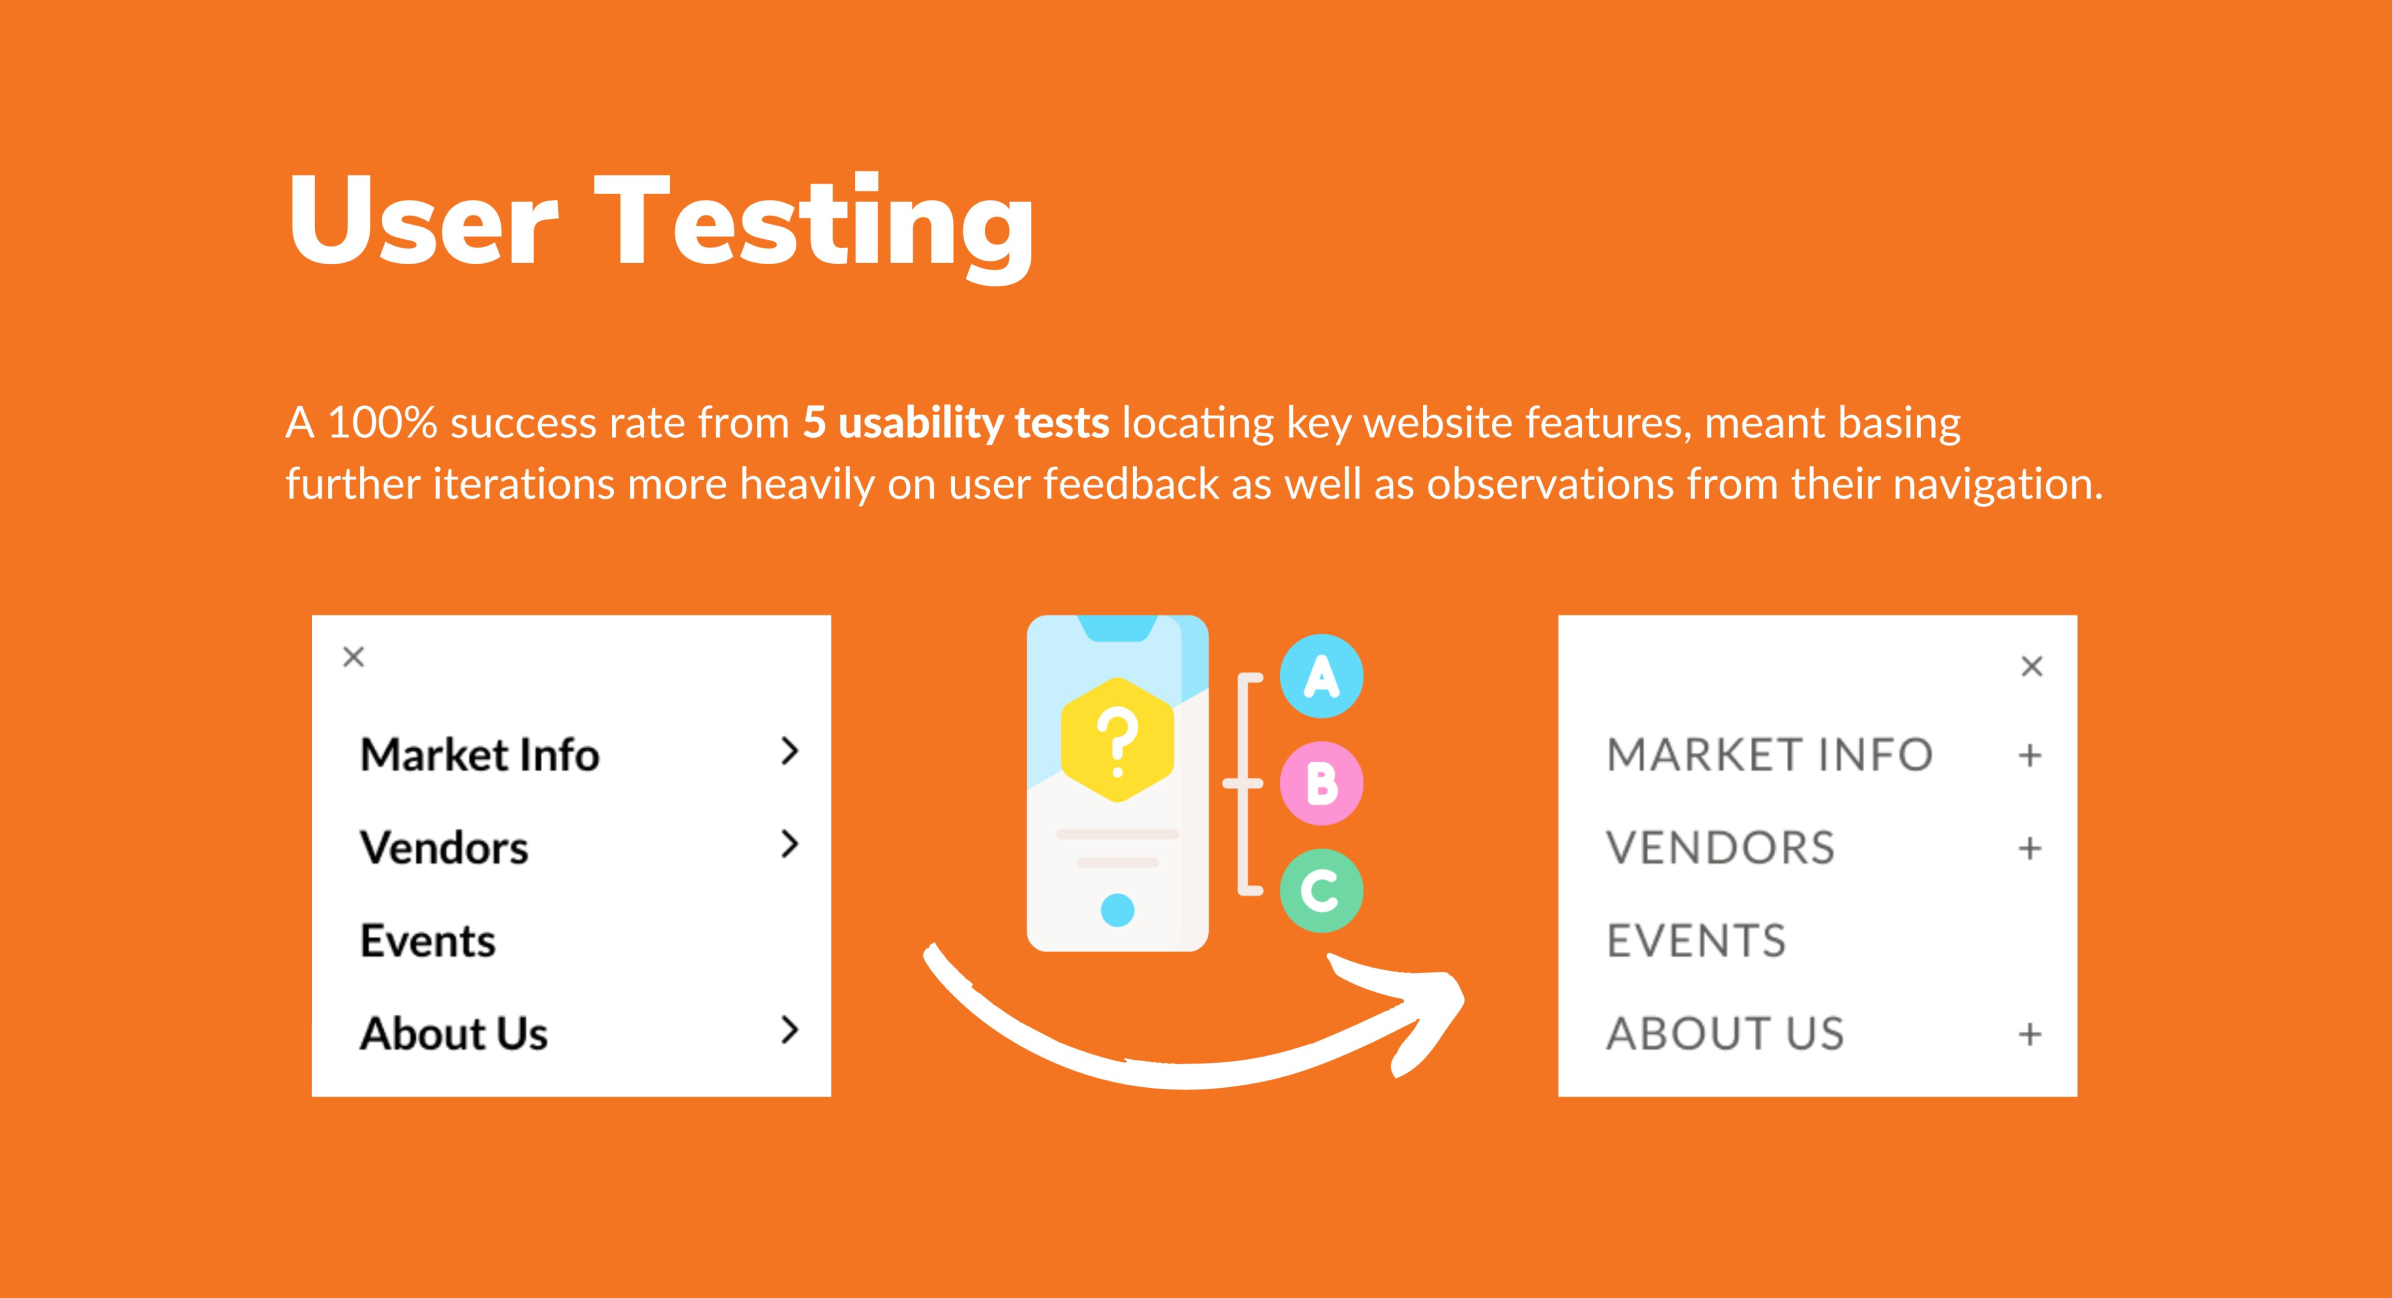 User Testing
A 100% success rate from 5 usability tests locating key website features, meant basing
further iterations more heavily on user feedback as well as observations from their navigation.
×
Market Info >
Vendors >
Events
About Us >
?
A
B
C
×
MARKET INFO +
VENDORS +
EVENTS
ABOUT US +